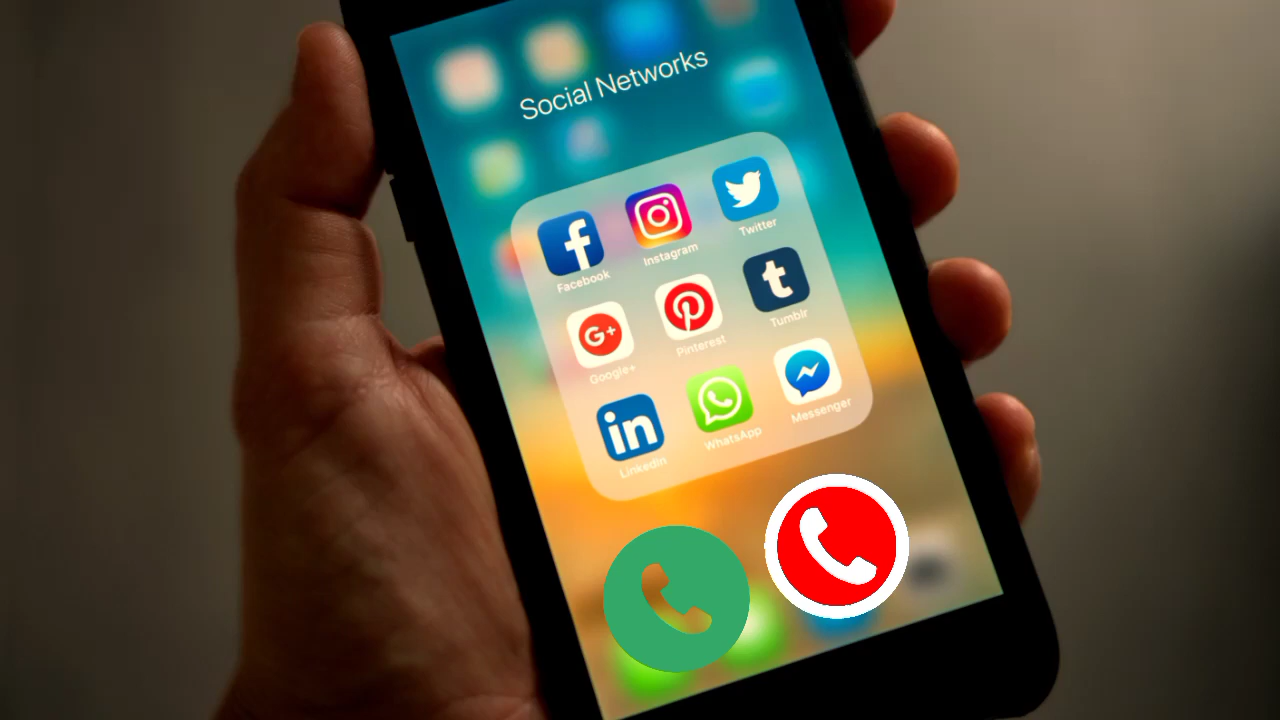 Social Networks
Facebook
Instagram
Twitter
Google+
Pinterest
Tumblr
LinkedIn
WhatsApp
Messenger